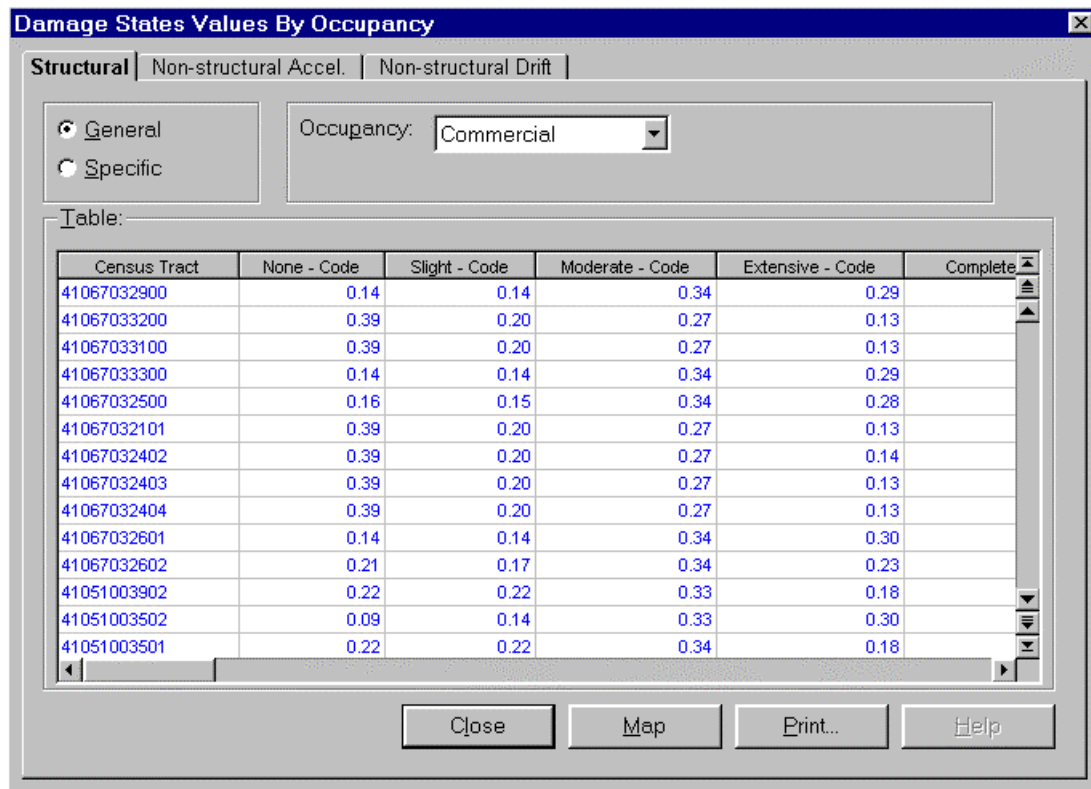 Damage States Values By Occupancy
Structural Non-structural Accel. Non-structural Drift
General
Specific
Occupancy: Commercial
Table:
Census Tract None - Code Slight - Code Moderate - Code Extensive - Code Complete
41067032900 0.14 0.14 0.34 0.29
41067033200 0.39 0.20 0.27 0.13
41067033100 0.39 0.20 0.27 0.13
41067033300 0.14 0.14 0.34 0.29
41067032500 0.16 0.15 0.34 0.28
41067032101 0.39 0.20 0.27 0.13
41067032402 0.39 0.20 0.27 0.14
41067032403 0.39 0.20 0.27 0.13
41067032404 0.39 0.20 0.27 0.13
41067032601 0.14 0.14 0.34 0.30
41067032602 0.21 0.17 0.34 0.23
41051003902 0.22 0.22 0.33 0.18
41051003502 0.09 0.14 0.33 0.30
41051003501 0.22 0.22 0.34 0.18
Close Map Print... Help